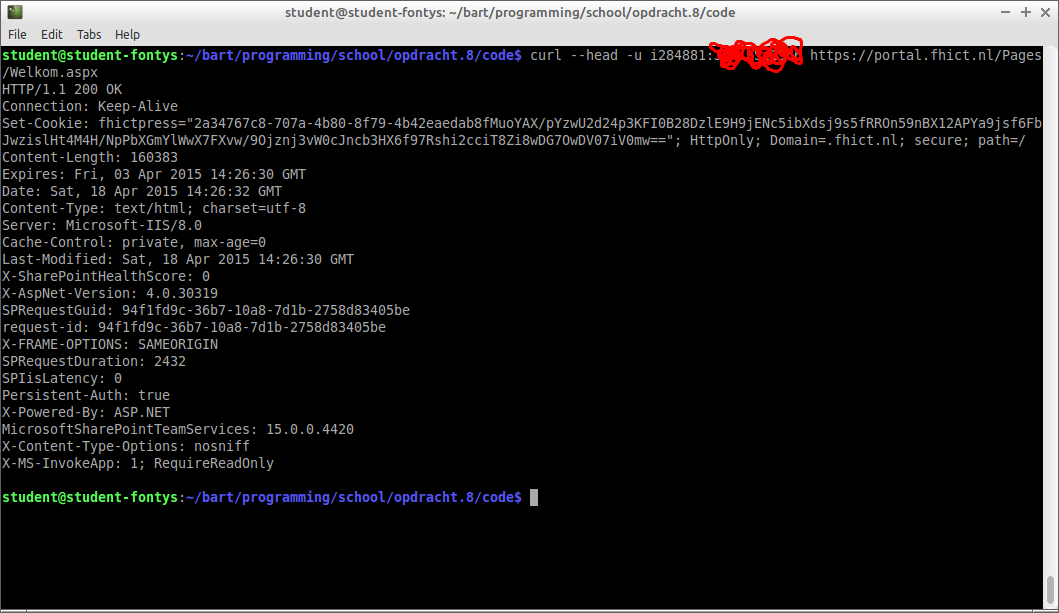 student@student-fontys: ~/bart/programming/school/opdracht.8/code
File Edit Tabs Help
student@student-fontys:~/bart/programming/school/opdracht.8/code$ curl --head -u i284881: https://portal.fhict.nl/Pages
/Welkom.aspx
HTTP/1.1 200 OK
Connection: Keep-Alive
Set-Cookie: fhictpress="2a34767c8-707a-4b80-8f79-4b42eaedab8fMuoYAX/pYzwU2d24p3KFI0B28DzlE9H9jENc5ibXdsj9s5fRROn59nBX12APYa9jsf6Fb
JwzislHt4M4H/NpPbXGmYlWwX7FXvw/9Ojznj3vW0cJncb3HX6f97Rshi2cciT8Zi8wDG7OwDV07iV0mw=="; HttpOnly; Domain=.fhict.nl; secure; path=/
Content-Length: 160383
Expires: Fri, 03 Apr 2015 14:26:30 GMT
Date: Sat, 18 Apr 2015 14:26:32 GMT
Content-Type: text/html; charset=utf-8
Server: Microsoft-IIS/8.0
Cache-Control: private, max-age=0
Last-Modified: Sat, 18 Apr 2015 14:26:30 GMT
X-SharePointHealthScore: 0
X-AspNet-Version: 4.0.30319
SPRequestGuid: 94f1fd9c-36b7-10a8-7d1b-2758d83405be
request-id: 94f1fd9c-36b7-10a8-7d1b-2758d83405be
X-FRAME-OPTIONS: SAMEORIGIN
SPRequestDuration: 2432
SPIisLatency: 0
Persistent-Auth: true
X-Powered-By: ASP.NET
MicrosoftSharePointTeamServices: 15.0.0.4420
X-Content-Type-Options: nosniff
X-MS-InvokeApp: 1; RequireReadOnly
student@student-fontys:~/bart/programming/school/opdracht.8/code$